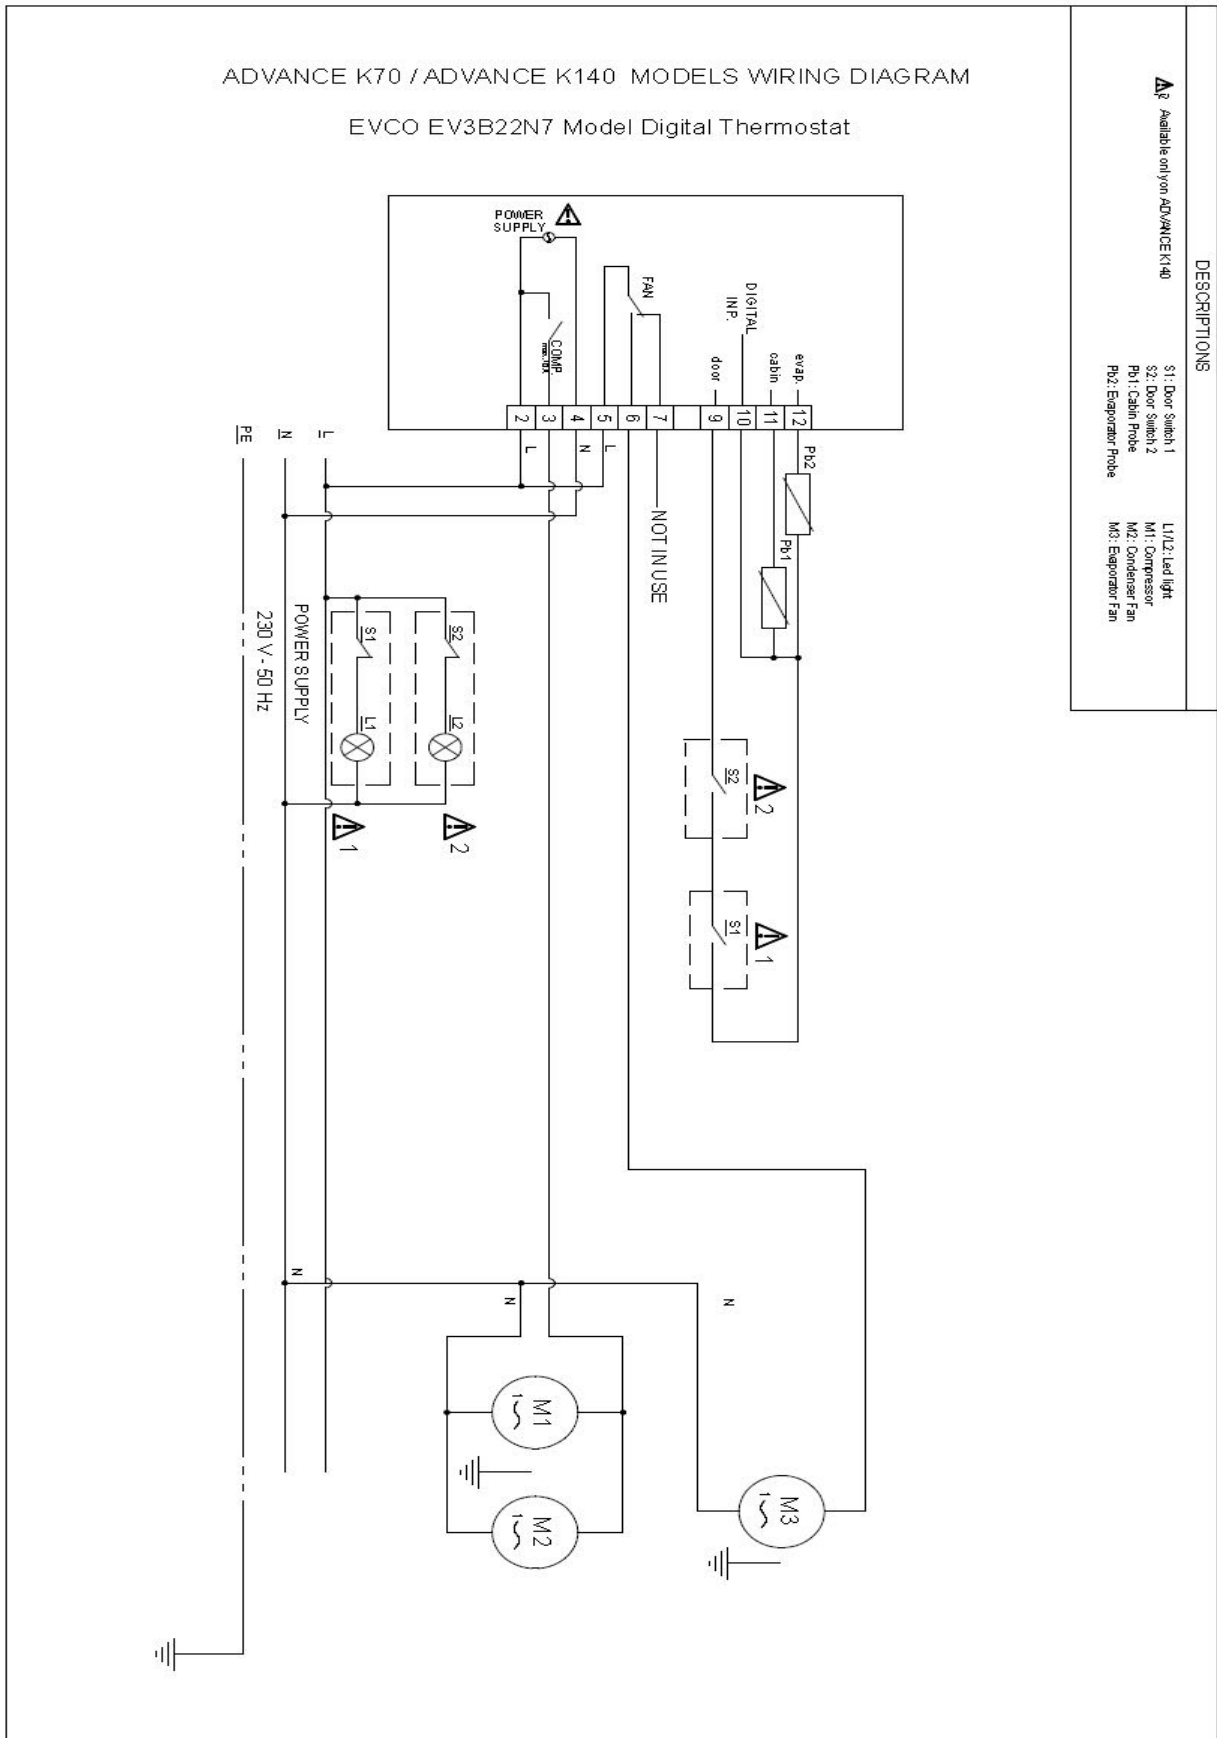 ADVANCE K70 / ADVANCE K140 MODELS WIRING DIAGRAM
EVCO EV3B22N7 Model Digital Thermostat
DESCRIPTIONS
Available only on ADVANCE K140
S1: Door Switch 1
S2: Door Switch 2
Pb1: Cabin Probe
Pb2: Evaporator Probe
L1/L2: Led light
M1: Compressor
M2: Condenser Fan
M3: Evaporator Fan
POWER
SUPPLY
COMP.
FAN
DIGITAL
INP.
door
cabin
evap.
2 3 4 5 6 7 9 10 11 12
L
N
L
NOT IN USE
Pb2
Pb1
PE
N
L
POWER SUPPLY
230 V - 50 Hz
S1
L1
S2
L2
1
2
S2
2
S1
1
N
N
N
M1
1
M2
1
M3
1